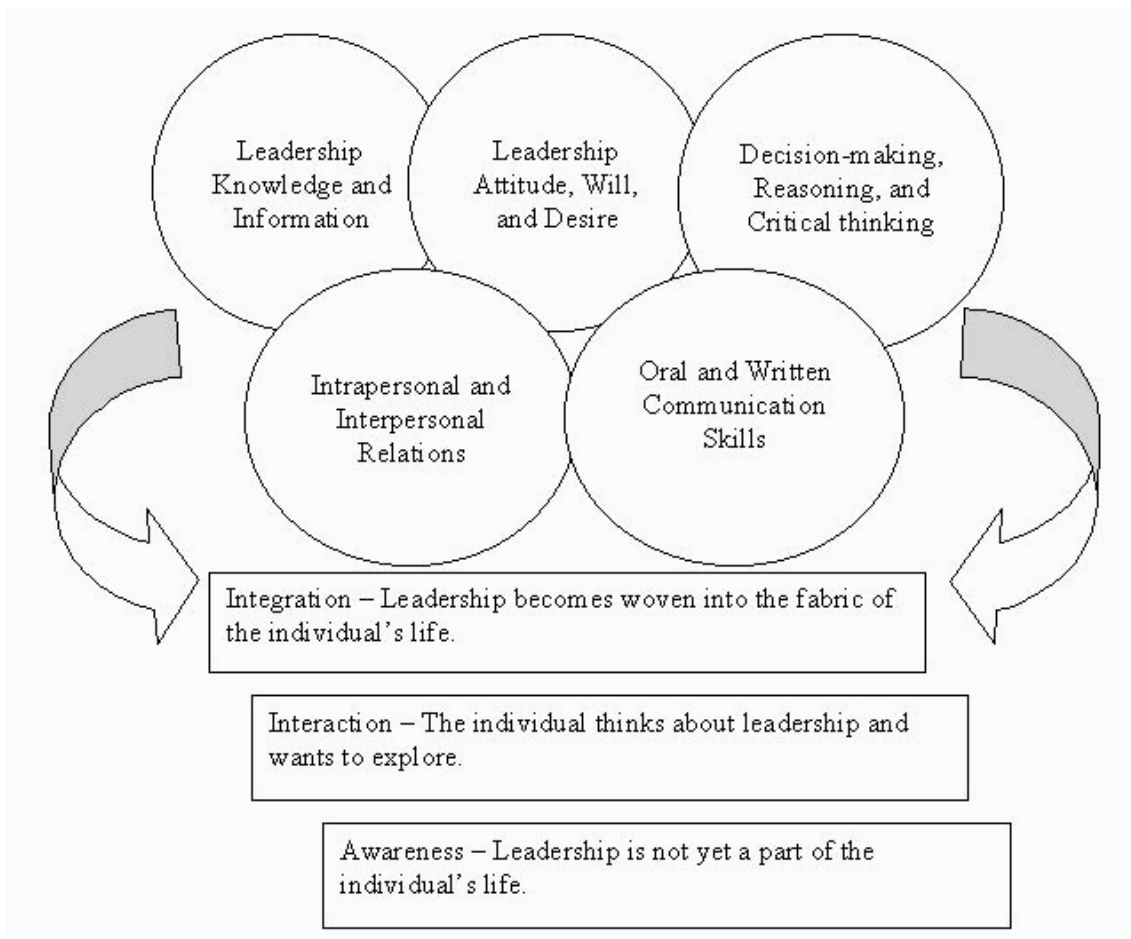 Leadership
Knowledge and
Information
Leadership
Attitude, Will,
and Desire
Decision-making,
Reasoning, and
Critical thinking
Intrapersonal and
Interpersonal
Relations
Oral and Written
Communication
Skills
Integration – Leadership becomes woven into the fabric of
the individual’s life.
Interaction – The individual thinks about leadership and
wants to explore.
Awareness – Leadership is not yet a part of the
individual’s life.